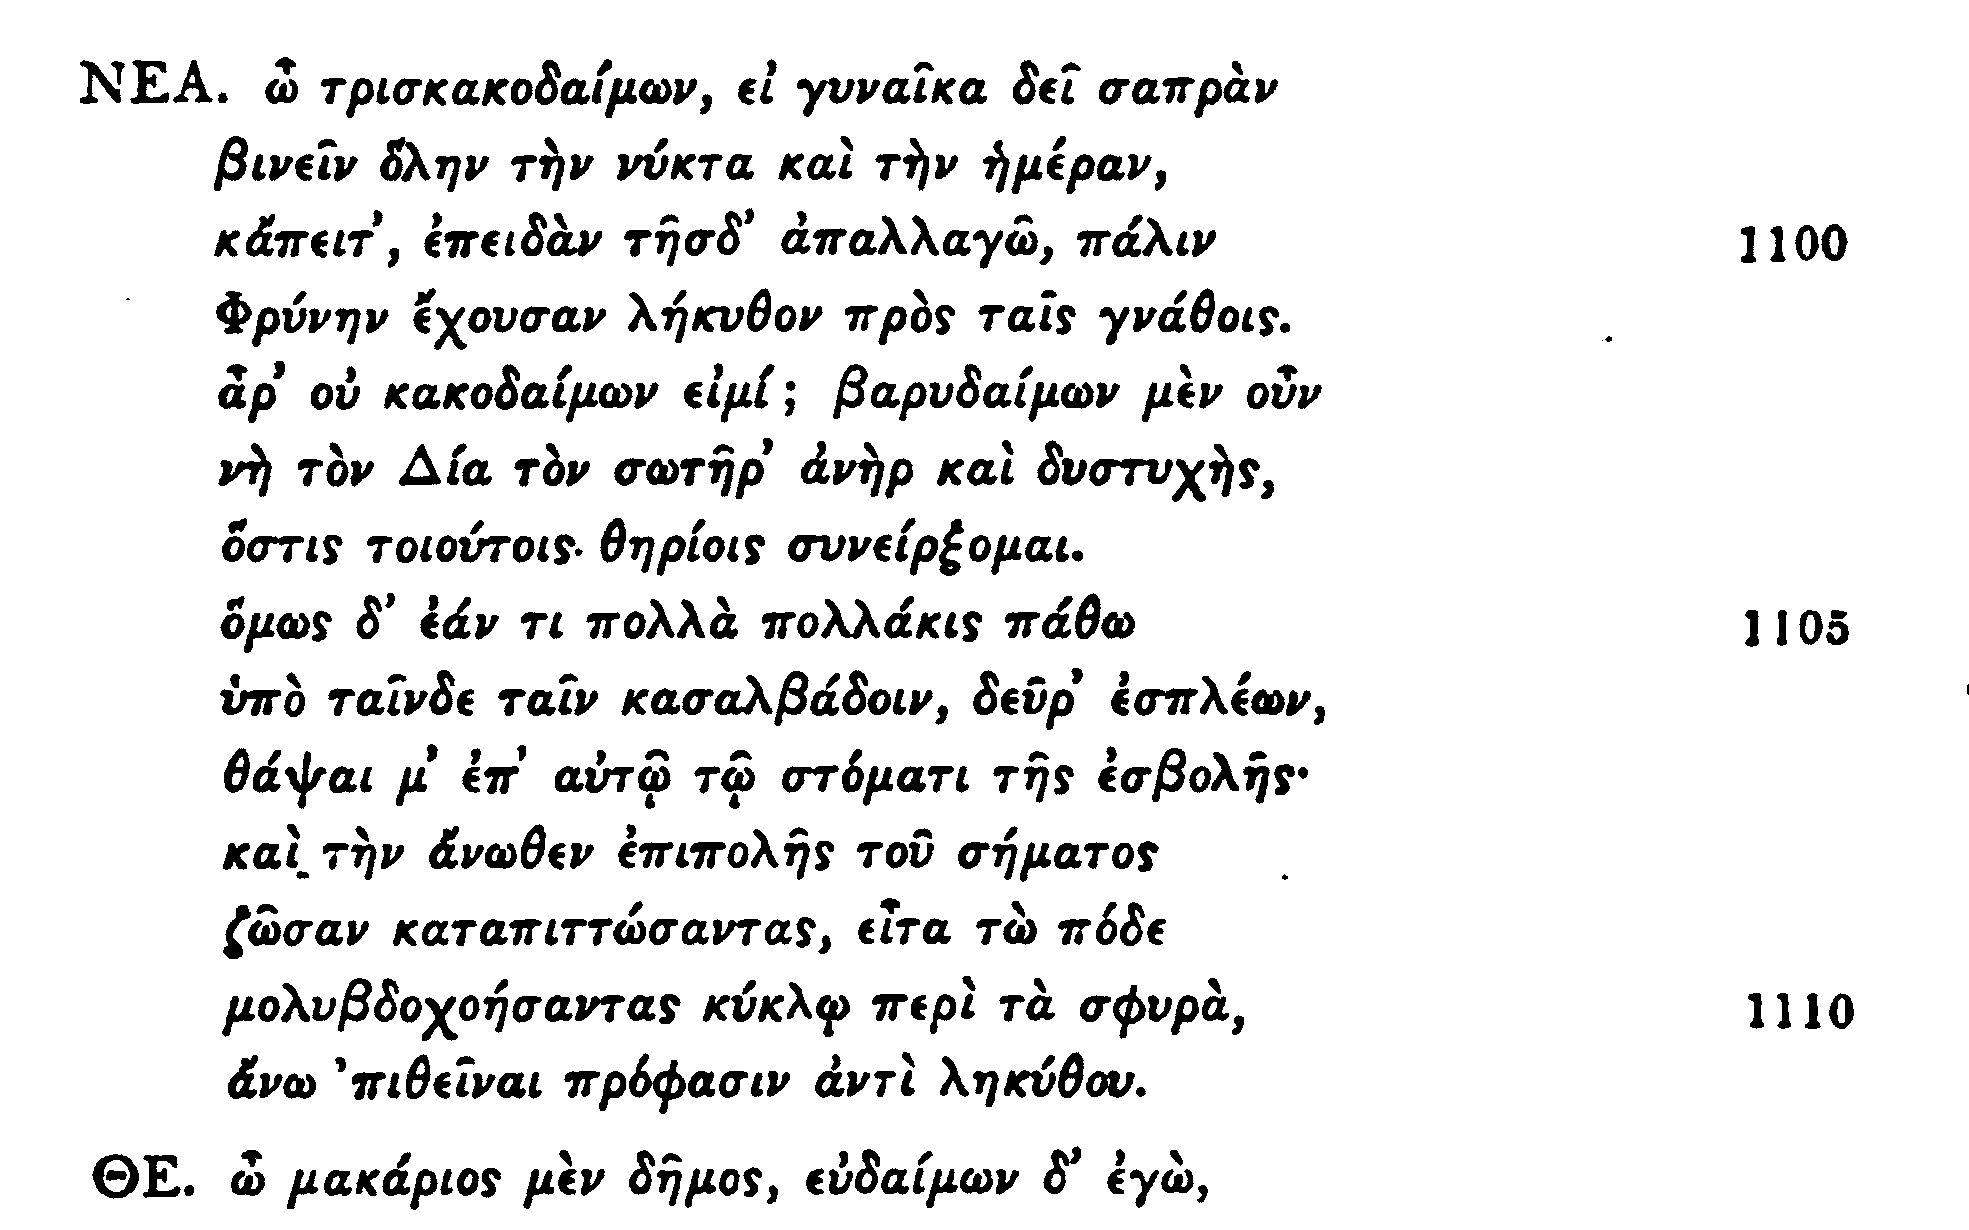 ΝΕΑ. ὦ τρισκακοδαίμων, εἰ γυναῖκα δεῖ σαπρὰν
βινεῖν ὅλην τὴν νύκτα καὶ τὴν ἡμέραν,
κἄπειτ’, ἐπειδὰν τῆσδ’ ἀπαλλαγῶ, πάλιν 1100
Φρύνην ἔχουσαν λήκυθον πρὸς ταῖς γνάθοις.
ἆρ’ οὐ κακοδαίμων εἰμί; βαρυδαίμων μὲν οὖν
νὴ τὸν Δία τὸν σωτῆρ’ ἀνὴρ καὶ δυστυχὴς,
ὅστις τοιούτοις θηρίοις συνείρξομαι.
ὅμως δ’ ἐάν τι πολλὰ πολλάκις πάθω 1105
ὑπὸ ταῖνδε ταῖν κασαλβάδοιν, δεῦρ’ ἐσπλέων,
θάψαι μ’ ἐπ’ αὐτῷ τῷ στόματι τῆς ἐσβολῆς·
καὶ τὴν ἄνωθεν ἐπιπολῆς τοῦ σήματος
ζῶσαν καταπιττώσαντας, εἶτα τὼ πόδε
μολυβδοχοήσαντας κύκλῳ περὶ τὰ σφυρὰ, 1110
ἄνω ’πιθεῖναι πρόφασιν ἀντὶ ληκύθου.
ΘΕ. ὦ μακάριος μὲν δῆμος, εὐδαίμων δ’ ἐγὼ,